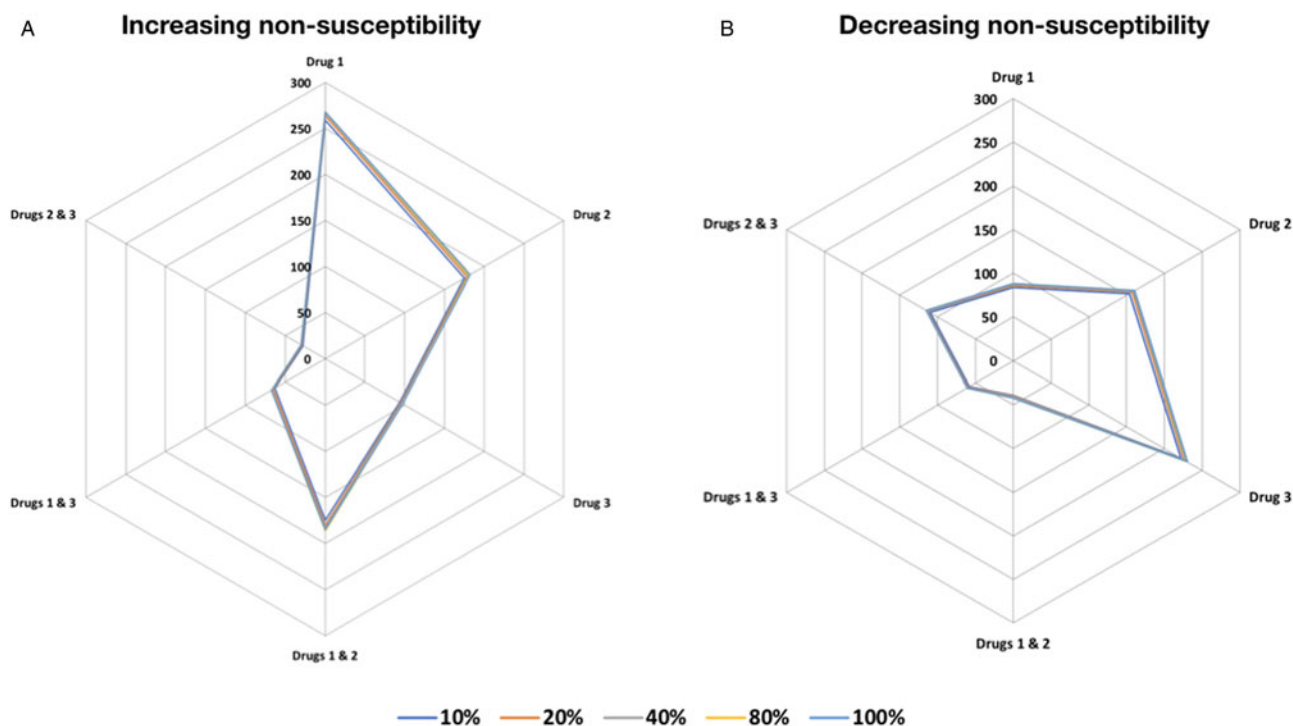 A
Increasing non-susceptibility
Drug 1
300
250
200
150
100
50
0
Drug 2
Drug 3
Drugs 1 & 2
Drugs 1 & 3
Drugs 2 & 3
B
Decreasing non-susceptibility
Drug 1
300
250
200
150
100
50
0
Drug 2
Drug 3
Drugs 1 & 2
Drugs 1 & 3
Drugs 2 & 3
10% 20% 40% 80% 100%